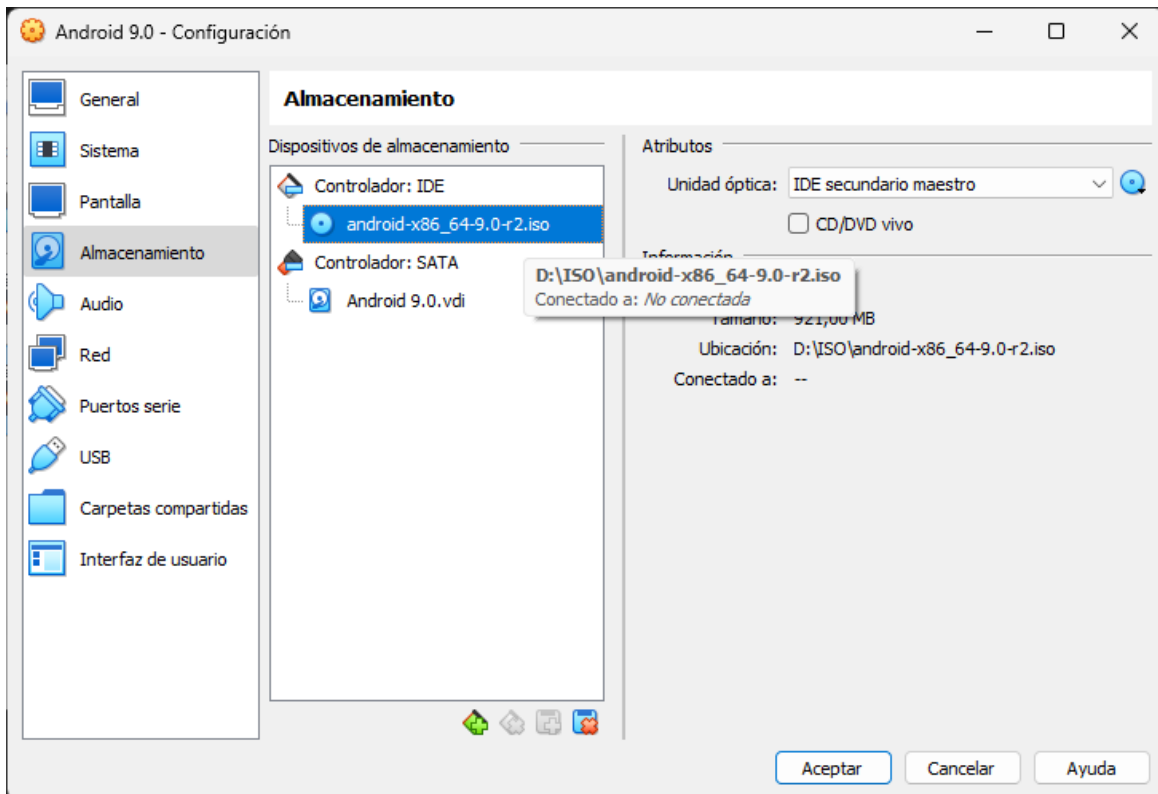 Android 9.0 - Configuración
General
Sistema
Pantalla
Almacenamiento
Audio
Red
Puertos serie
USB
Carpetas compartidas
Interfaz de usuario
Almacenamiento
Dispositivos de almacenamiento
Controlador: IDE
android-x86_64-9.0-r2.iso
Controlador: SATA
Android 9.0.vdi
Atributos
Unidad óptica: IDE secundario maestro
CD/DVD vivo
Información
D:\ISO\android-x86_64-9.0-r2.iso
Conectado a: No conectada
Tamaño: 921,00 MB
Ubicación: D:\ISO\android-x86_64-9.0-r2.iso
Conectado a: --
Aceptar Cancelar Ayuda